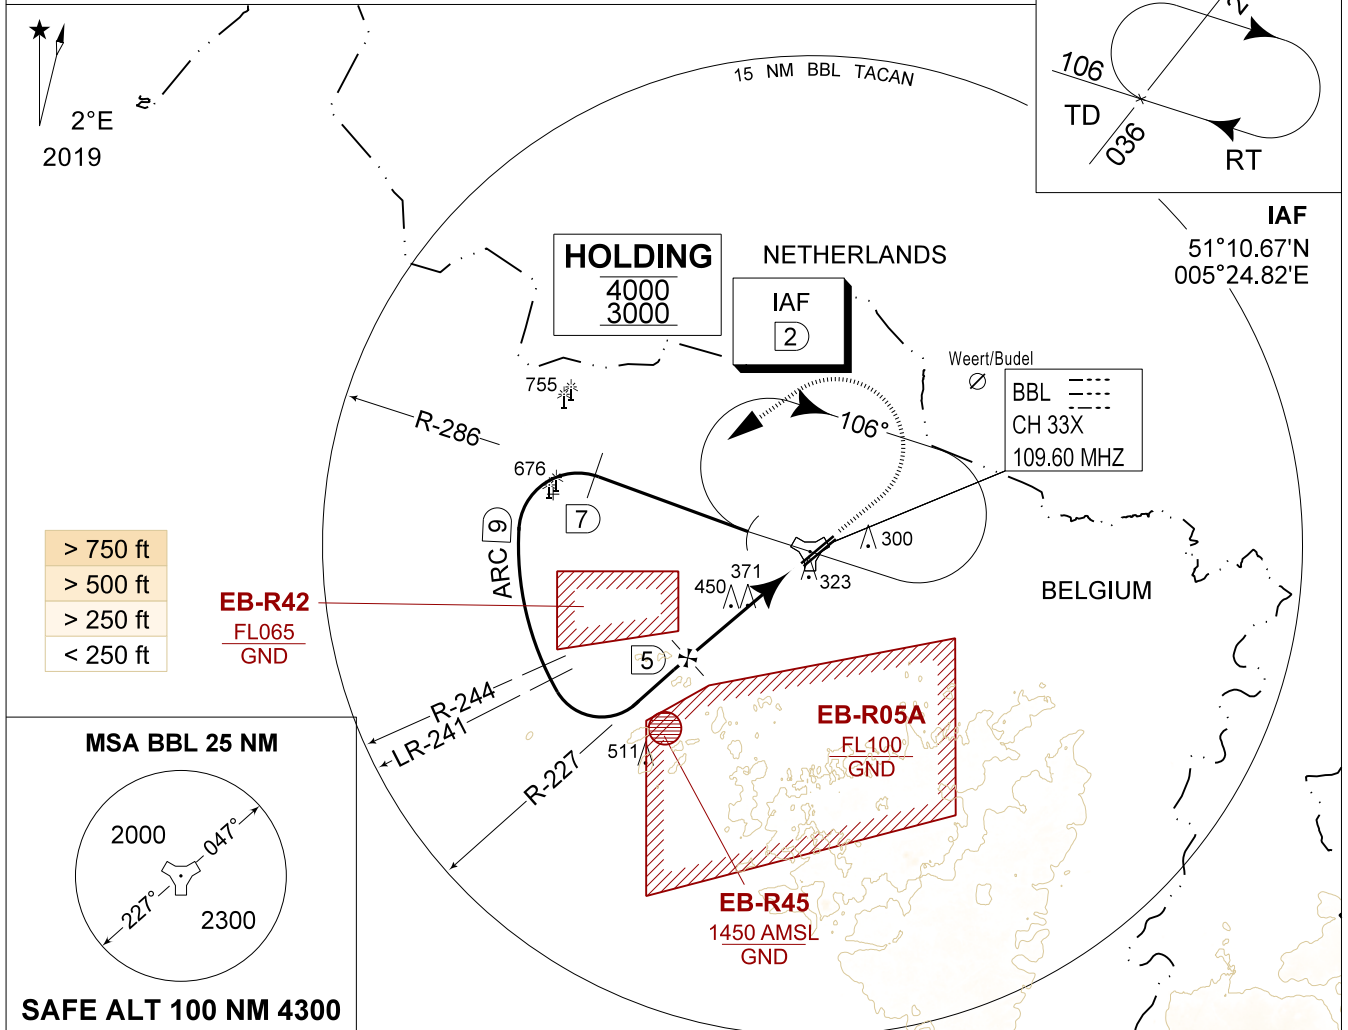 2°E
2019
15 NM BBL TACAN
106
TD
036
RT
IAF
51°10.67'N
005°24.82'E
HOLDING
4000
3000
NETHERLANDS
IAF
2
Weert/Budel
BBL
CH 33X
109.60 MHZ
755
R-286
106°
676
7
ARC 9
300
371
450
323
BELGIUM
> 750 ft
> 500 ft
> 250 ft
< 250 ft
EB-R42
FL065
GND
5
R-244
LR-241
R-227
511
EB-R05A
FL100
GND
EB-R45
1450 AMSL
GND
MSA BBL 25 NM
2000
047°
227°
2300
SAFE ALT 100 NM 4300